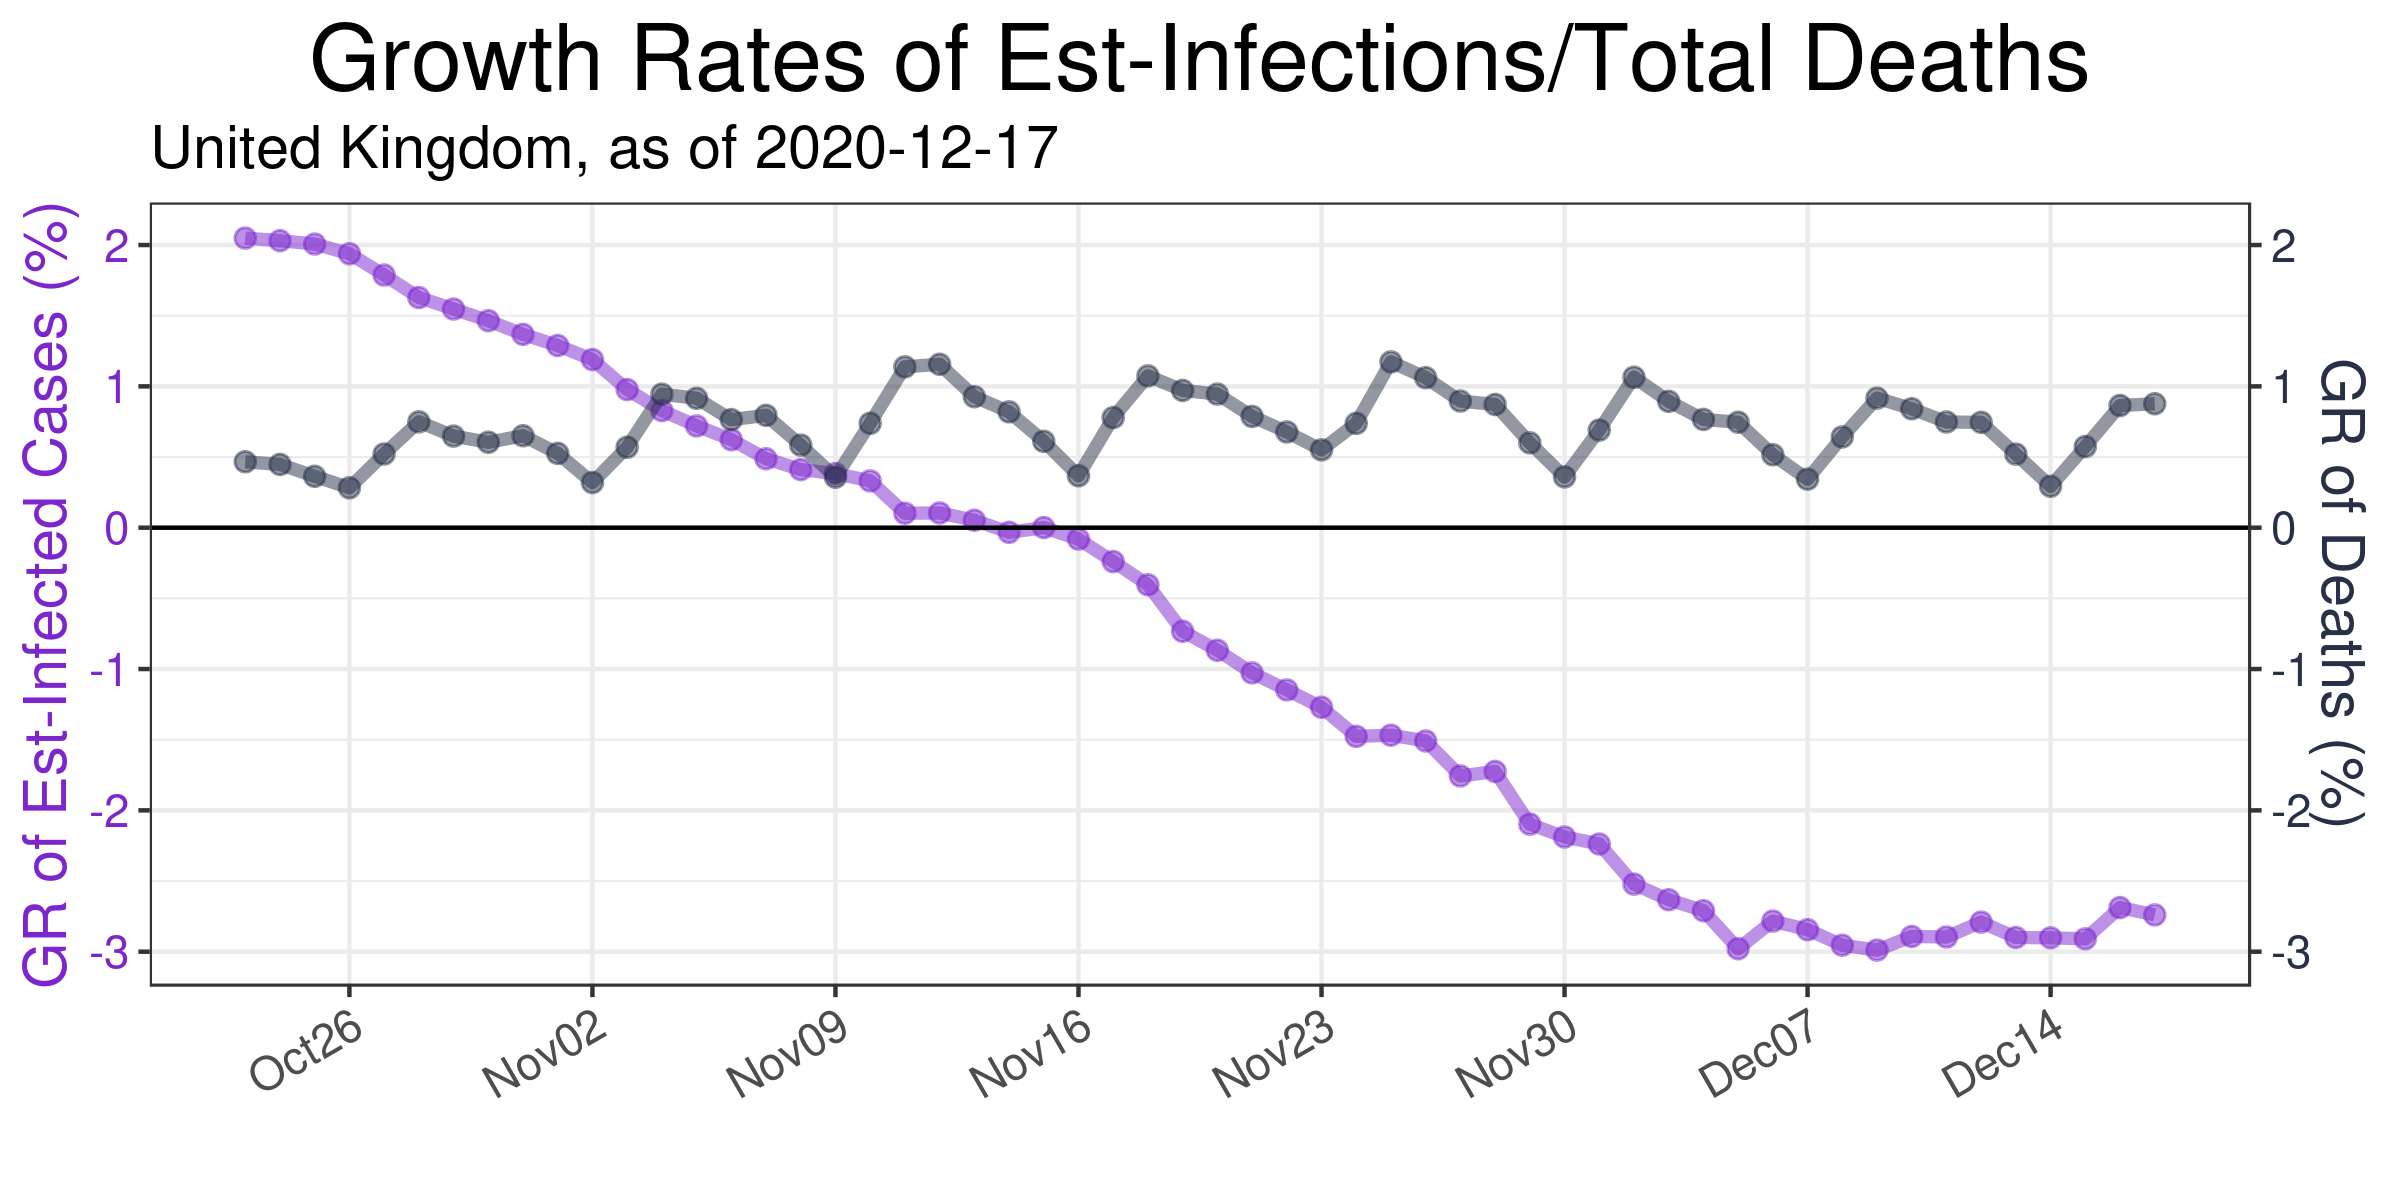 Growth Rates of Est-Infections/Total Deaths
United Kingdom, as of 2020-12-17
GR of Est-Infected Cases (%)
2
1
0
-1
-2
-3
2
1
0
-1
-2
-3
GR of Deaths (%)
Oct26
Nov02
Nov09
Nov16
Nov23
Nov30
Dec07
Dec14